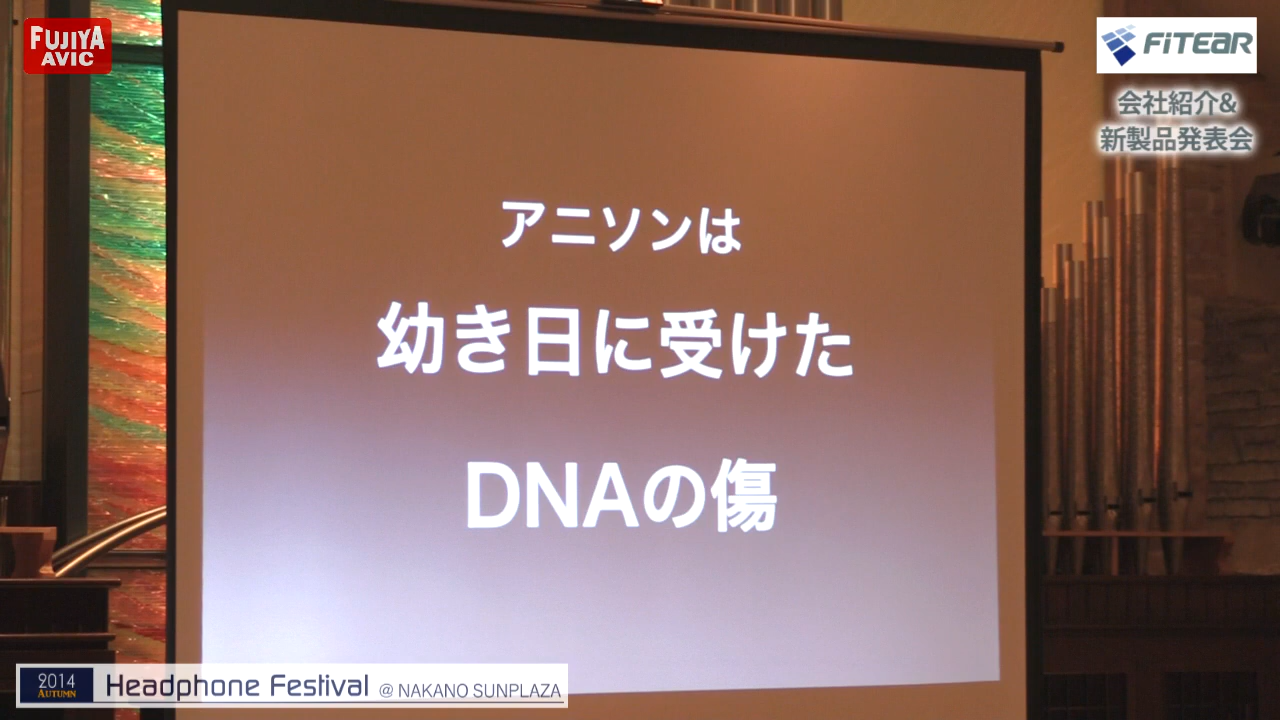 FUJIYA
AVIC
FiTEAR
会社紹介&
新製品発表会
アニソンは
幼き日に受けた
DNAの傷
2014
AUTUMN
Headphone Festival @ NAKANO SUNPLAZA